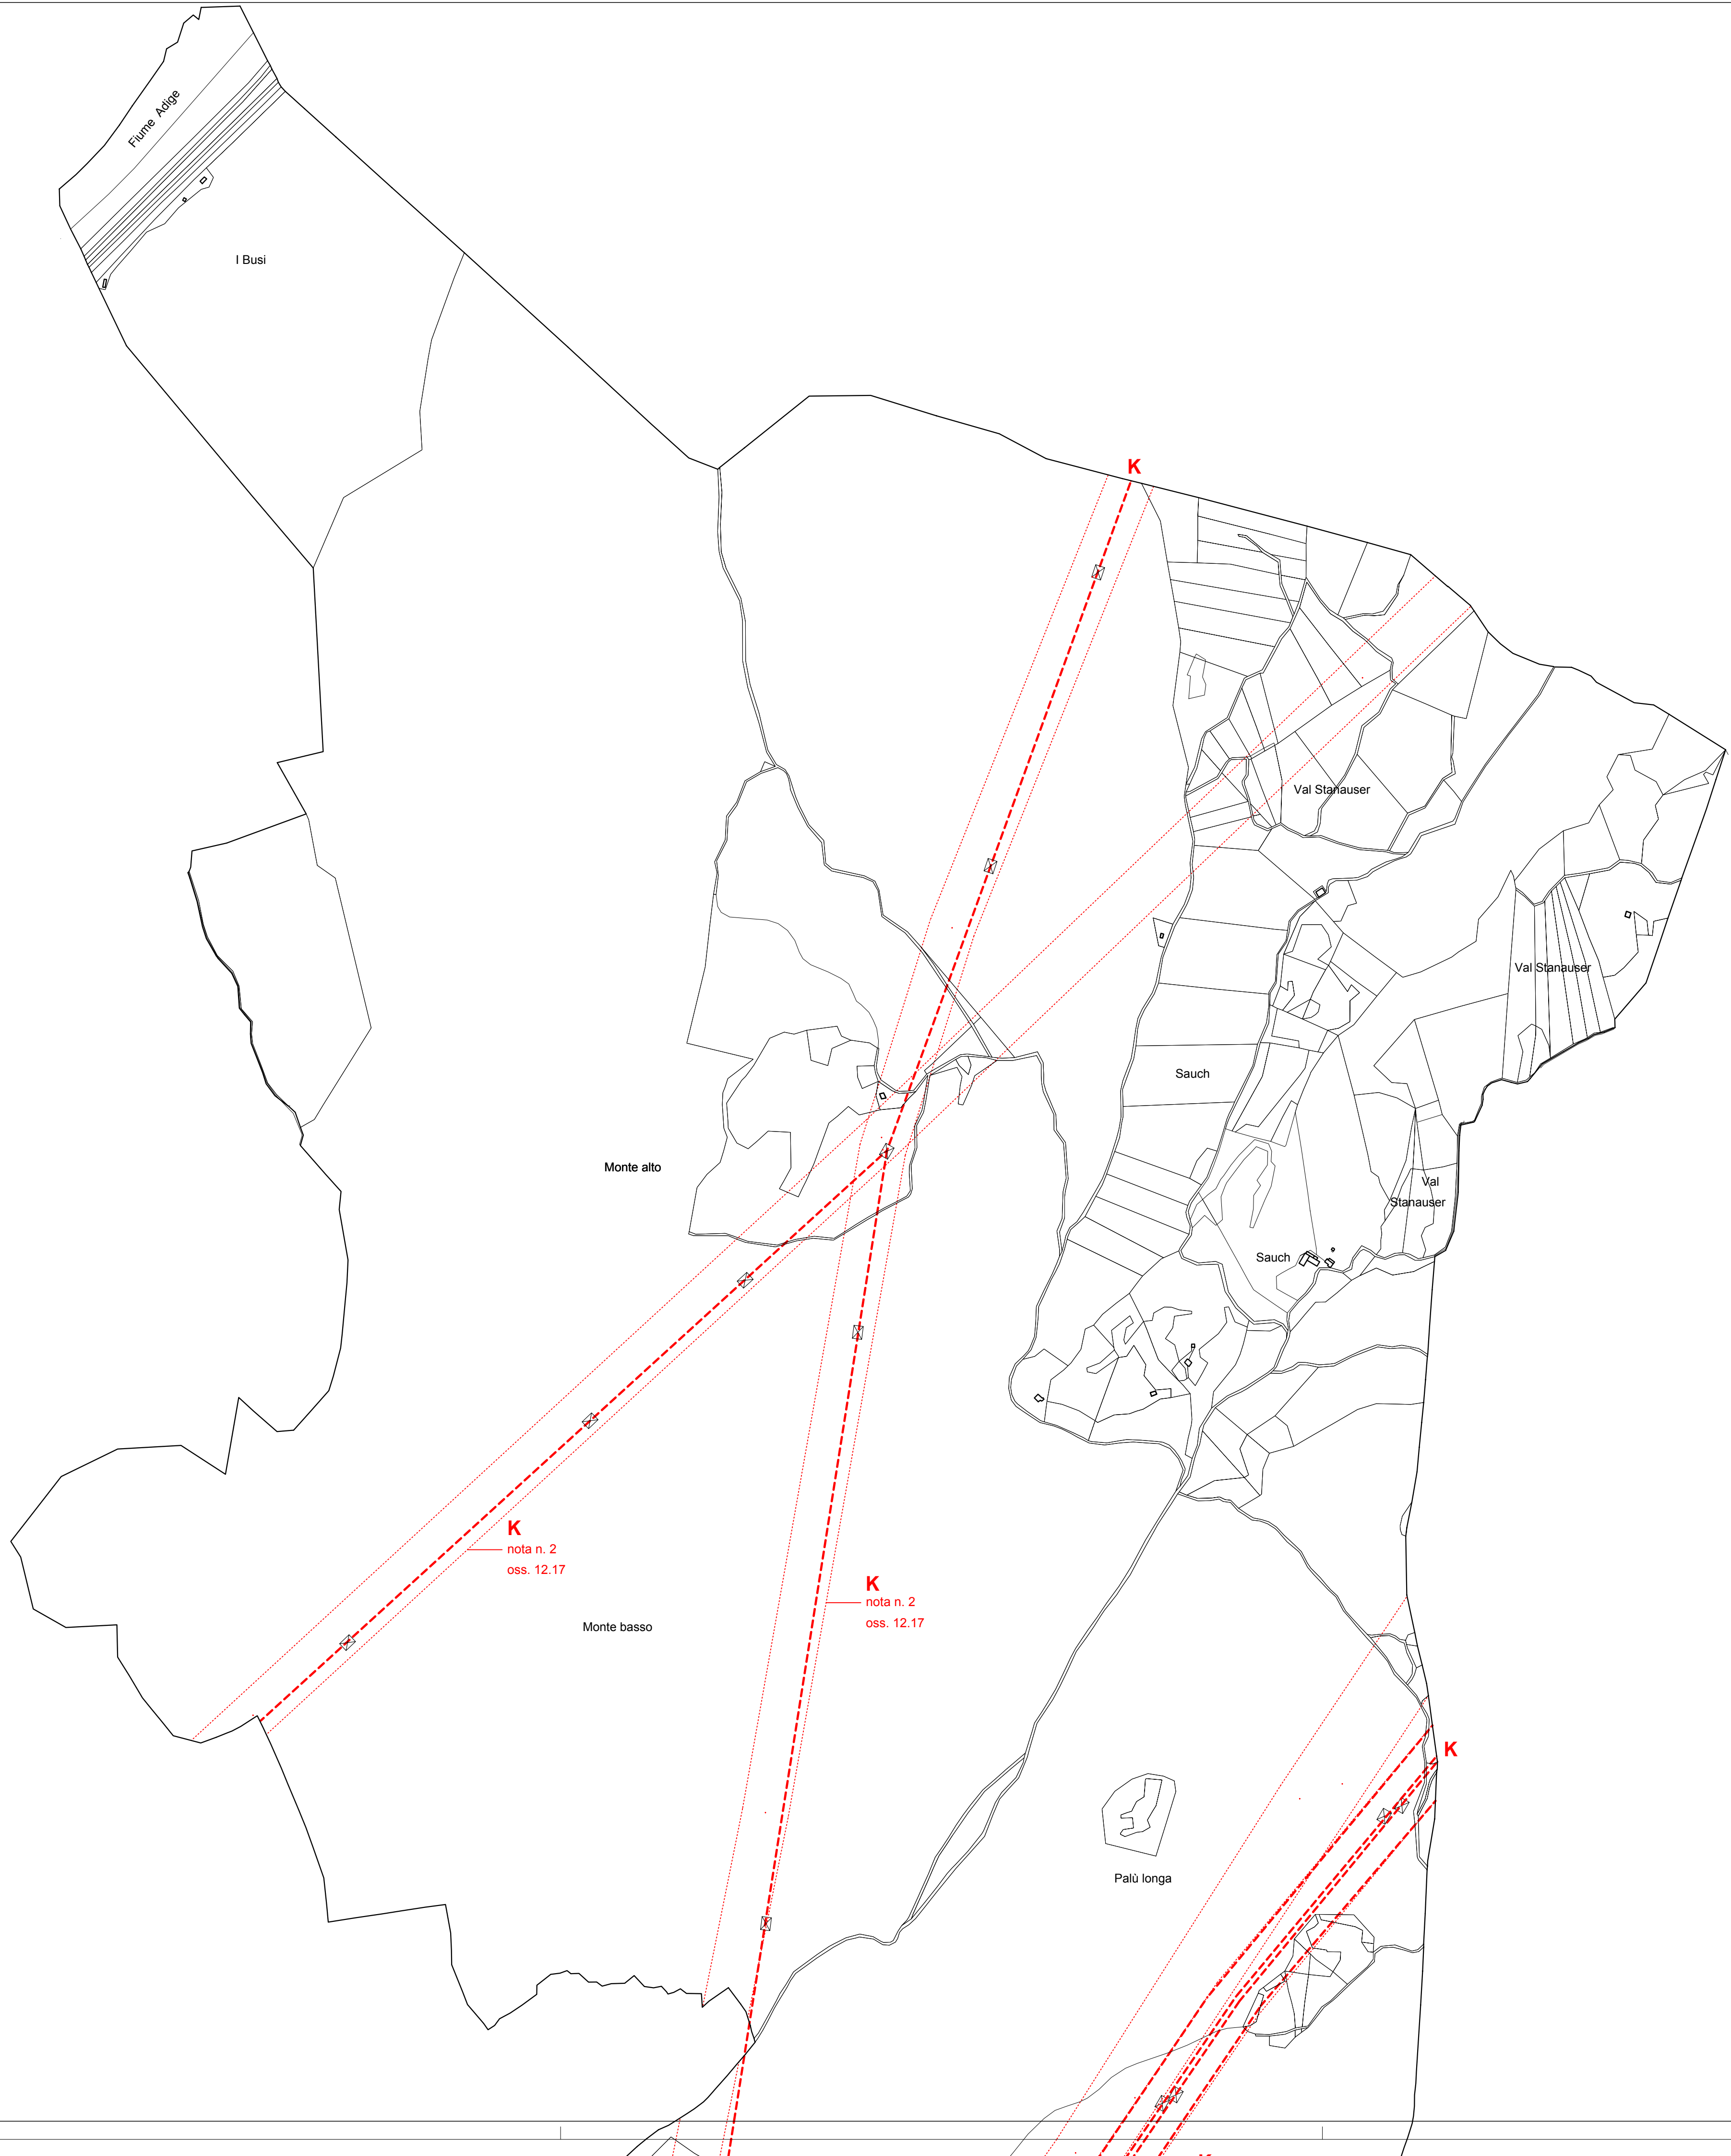 Fiume Adige
I Busi
K
Val Stanauser
Val Stanauser
Sauch
Monte alto
Val
Stanauser
Sauch
K
nota n. 2
oss. 12.17
K
nota n. 2
oss. 12.17
Monte basso
K
Palù longa